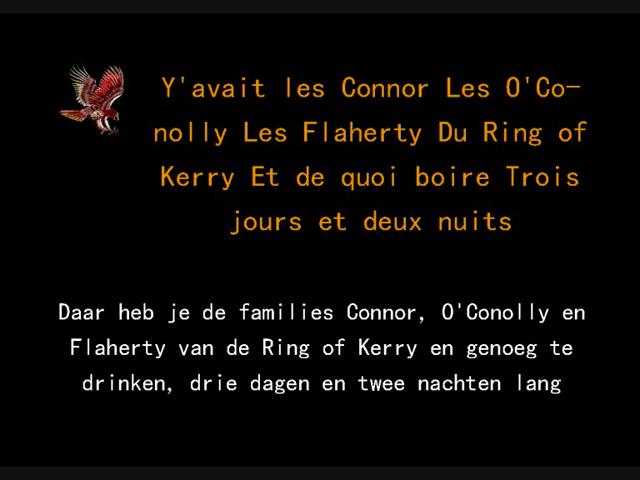 Y'avait les Connor Les O'Co-
nolly Les Flaherty Du Ring of
Kerry Et de quoi boire Trois
jours et deux nuits
Daar heb je de families Connor, O'Conolly en
Flaherty van de Ring of Kerry en genoeg te
drinken, drie dagen en twee nachten lang